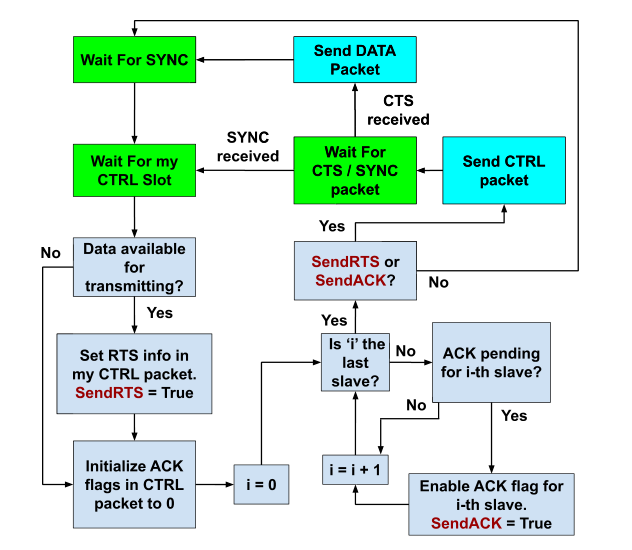 Wait For SYNC
Send DATA
Packet
CTS
received
SYNC
received
Wait For my
CTRL Slot
Wait For
CTS / SYNC
packet
Send CTRL
packet
Yes
No
Data available
for
transmitting?
SendRTS or
SendACK?
No
Yes
Yes
Set RTS info in
my CTRL packet.
SendRTS = True
Is ‘i’ the
last
slave?
No
ACK pending
for i-th slave?
No
Yes
Initialize ACK
flags in CTRL
packet to 0
i = 0
i = i + 1
Enable ACK flag for
i-th slave.
SendACK = True